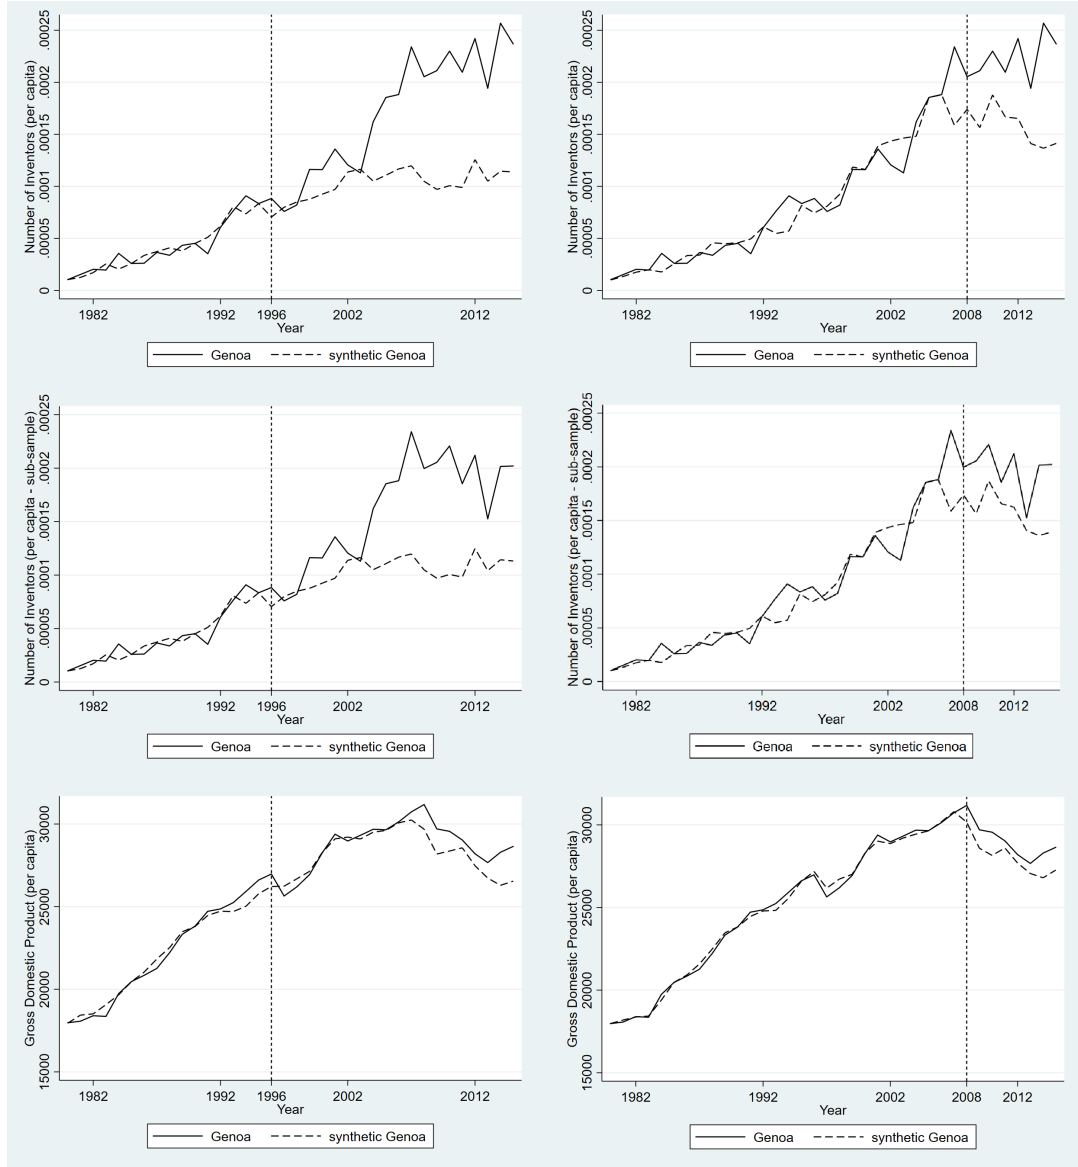 Number of Inventors (per capita)
.00025
.0002
.00015
.0001
.00005
0
1982 1992 1996 2002 2012
Year
Genoa synthetic Genoa
Number of Inventors (per capita)
.00025
.0002
.00015
.0001
.00005
0
1982 1992 2002 2008 2012
Year
Genoa synthetic Genoa
Number of Inventors (per capita - sub-sample)
.00025
.0002
.00015
.0001
.00005
0
1982 1992 1996 2002 2012
Year
Genoa synthetic Genoa
Number of Inventors (per capita - sub-sample)
.00025
.0002
.00015
.0001
.00005
0
1982 1992 2002 2008 2012
Year
Genoa synthetic Genoa
Gross Domestic Product (per capita)
30000
25000
20000
15000
1982 1992 1996 2002 2012
Year
Genoa synthetic Genoa
Gross Domestic Product (per capita)
30000
25000
20000
15000
1982 1992 2002 2008 2012
Year
Genoa synthetic Genoa